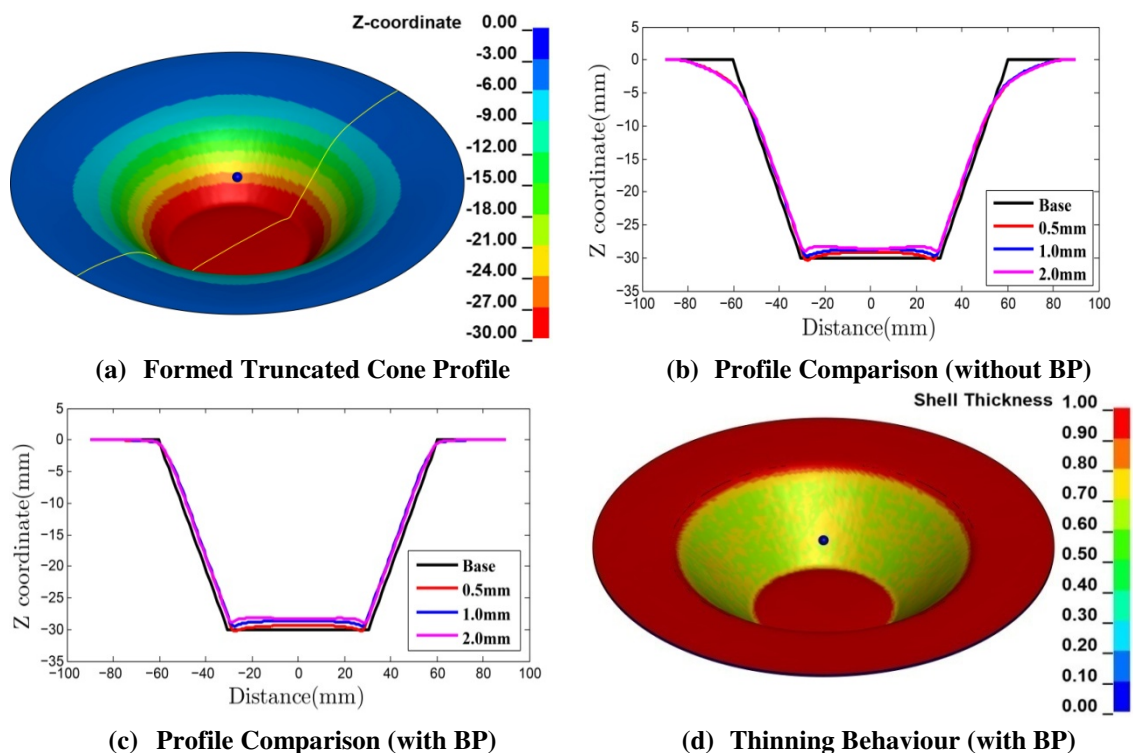 Z-coordinate
0.00
-3.00
-6.00
-9.00
-12.00
-15.00
-18.00
-21.00
-24.00
-27.00
-30.00
(a) Formed Truncated Cone Profile
5
0
−5
−10
−15
−20
−25
−30
−35
Z coordinate(mm)
Base
0.5mm
1.0mm
2.0mm
−100 −80 −60 −40 −20 0 20 40 60 80 100
Distance(mm)
(b) Profile Comparison (without BP)
5
0
−5
−10
−15
−20
−25
−30
−35
Z coordinate(mm)
Base
0.5mm
1.0mm
2.0mm
−100 −80 −60 −40 −20 0 20 40 60 80 100
Distance(mm)
(c) Profile Comparison (with BP)
Shell Thickness
1.00
0.90
0.80
0.70
0.60
0.50
0.40
0.30
0.20
0.10
0.00
(d) Thinning Behaviour (with BP)